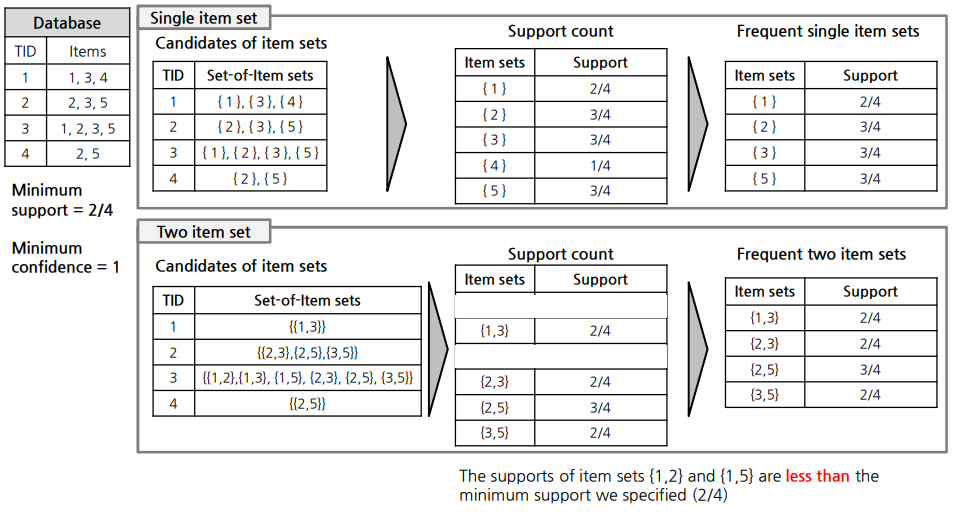 Database
TID Items
1 1, 3, 4
2 2, 3, 5
3 1, 2, 3, 5
4 2, 5
Minimum
support = 2/4
Minimum
confidence = 1
Single item set
Candidates of item sets
TID Set-of-Item sets
1 { 1 }, { 3 }, { 4 }
2 { 2 }, { 3 }, { 5 }
3 { 1 }, { 2 }, { 3 }, { 5 }
4 { 2 }, { 5 }
Support count
Item sets Support
{ 1 } 2/4
{ 2 } 3/4
{ 3 } 3/4
{ 4 } 1/4
{ 5 } 3/4
Frequent single item sets
Item sets Support
{ 1 } 2/4
{ 2 } 3/4
{ 3 } 3/4
{ 5 } 3/4
Two item set
Candidates of item sets
TID Set-of-Item sets
1 {{1,3}}
2 {{2,3},{2,5},{3,5}}
3 {{1,2},{1,3}, {1,5}, {2,3}, {2,5}, {3,5}}
4 {{2,5}}
Support count
Item sets Support
{1,3} 2/4
{2,3} 2/4
{2,5} 3/4
{3,5} 2/4
Frequent two item sets
Item sets Support
{1,3} 2/4
{2,3} 2/4
{2,5} 3/4
{3,5} 2/4
The supports of item sets {1,2} and {1,5} are less than the
minimum support we specified (2/4)